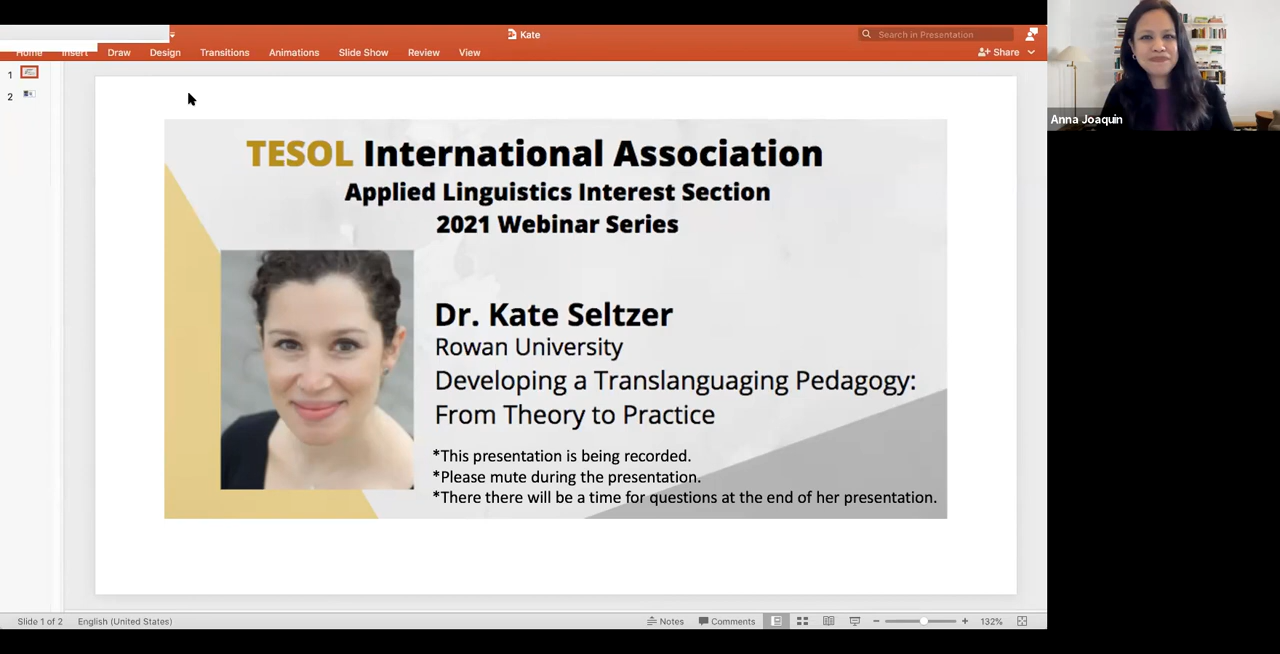 Kate
Search in Presentation
Home Insert Draw Design Transitions Animations Slide Show Review View
Share
1
2
TESOL International Association
Applied Linguistics Interest Section
2021 Webinar Series
Dr. Kate Seltzer
Rowan University
Developing a Translanguaging Pedagogy:
From Theory to Practice
*This presentation is being recorded.
*Please mute during the presentation.
*There there will be a time for questions at the end of her presentation.
Anna Joaquin
Slide 1 of 2 English (United States)
Notes Comments 132%